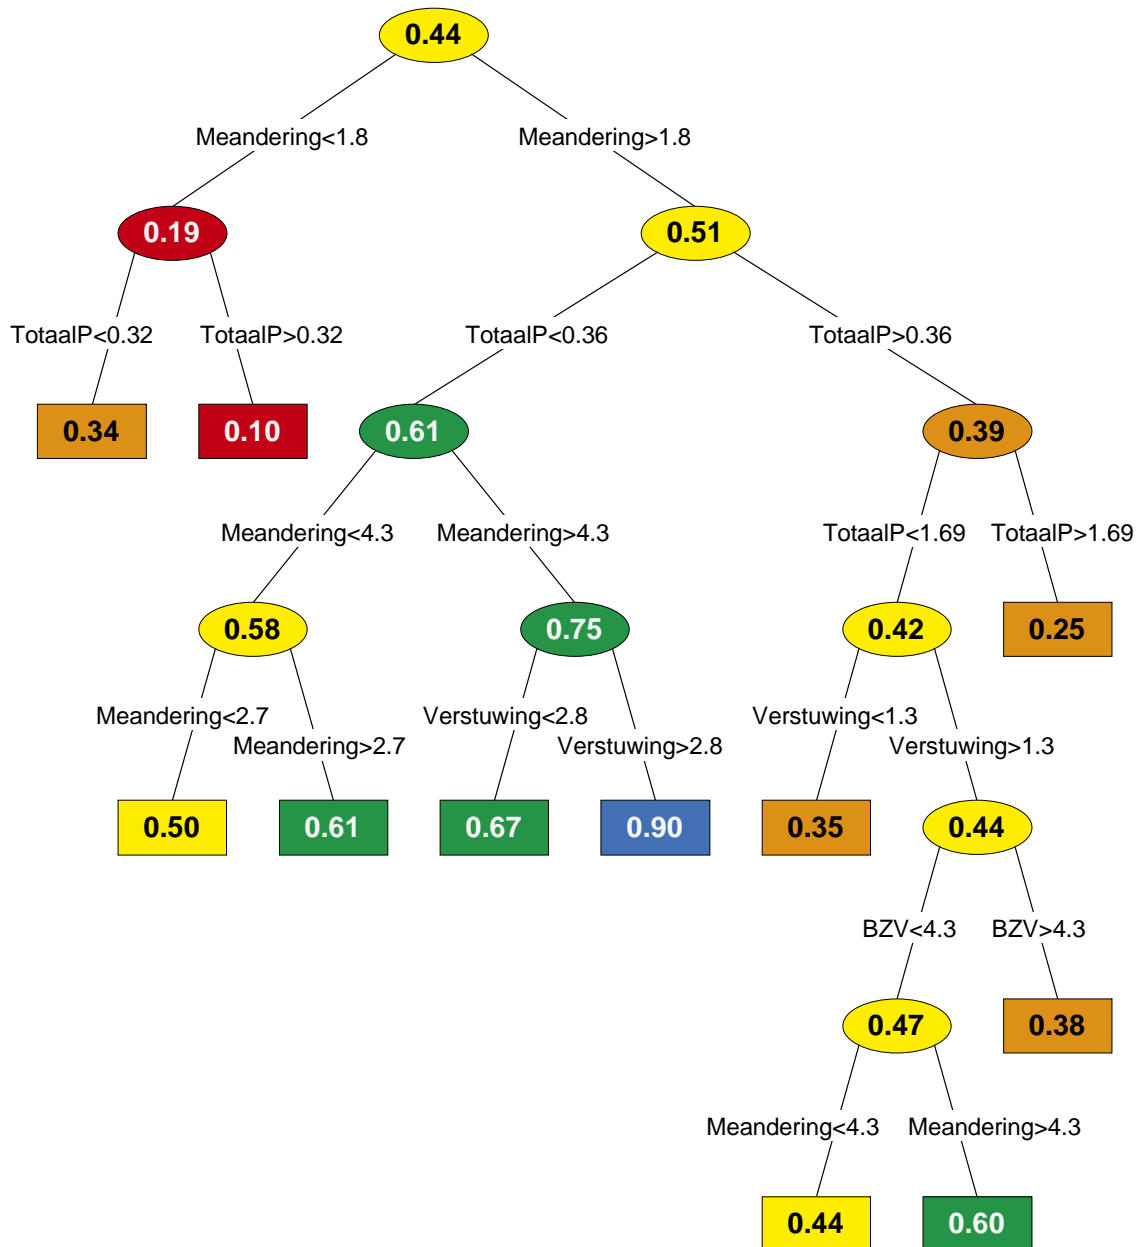 0.44
Meandering<1.8
Meandering>1.8
0.19
0.51
TotaalP<0.32
TotaalP>0.32
TotaalP<0.36
TotaalP>0.36
0.34
0.10
0.61
0.39
Meandering<4.3
Meandering>4.3
TotaalP<1.69
TotaalP>1.69
0.58
0.75
0.42
0.25
Meandering<2.7
Meandering>2.7
Verstuwing<2.8
Verstuwing>2.8
Verstuwing<1.3
Verstuwing>1.3
0.50
0.61
0.67
0.90
0.35
0.44
BZV<4.3
BZV>4.3
0.47
0.38
Meandering<4.3
Meandering>4.3
0.44
0.60